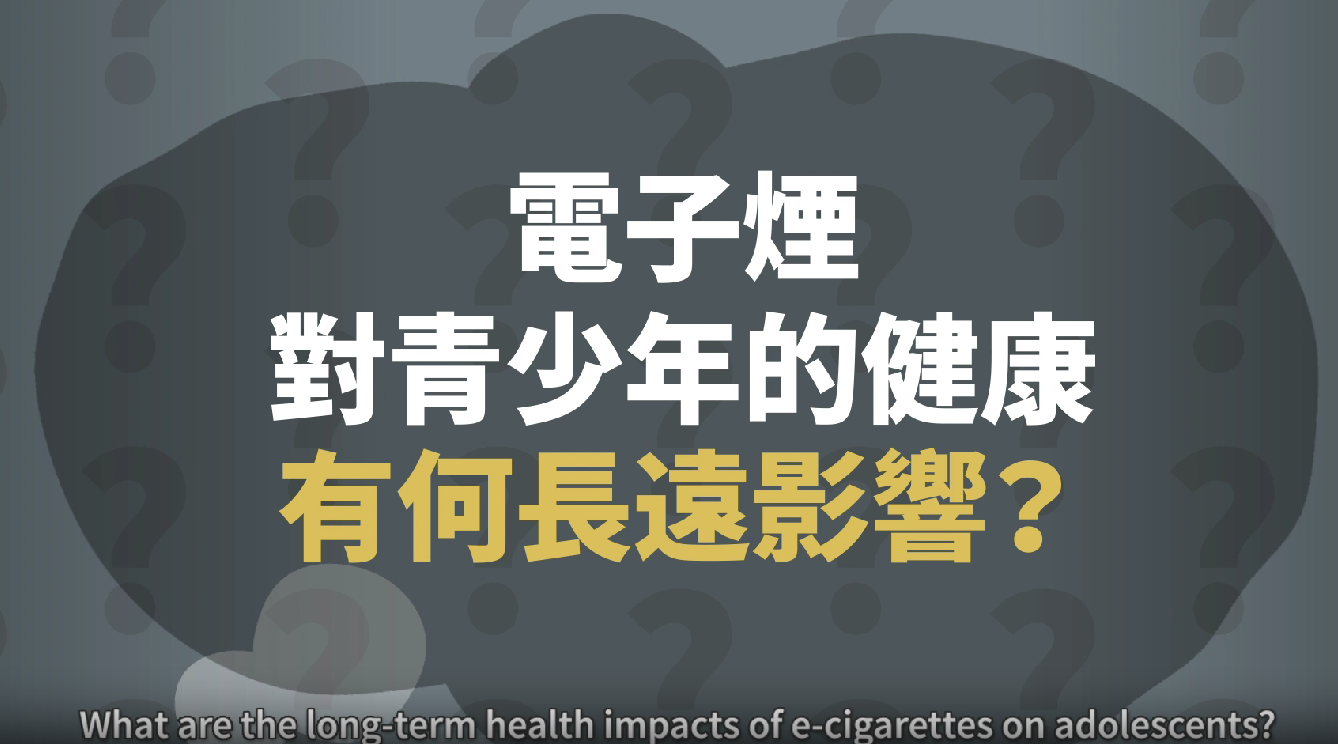 電子煙
對青少年的健康
有何長遠影響？
What are the long-term health impacts of e-cigarettes on adolescents?